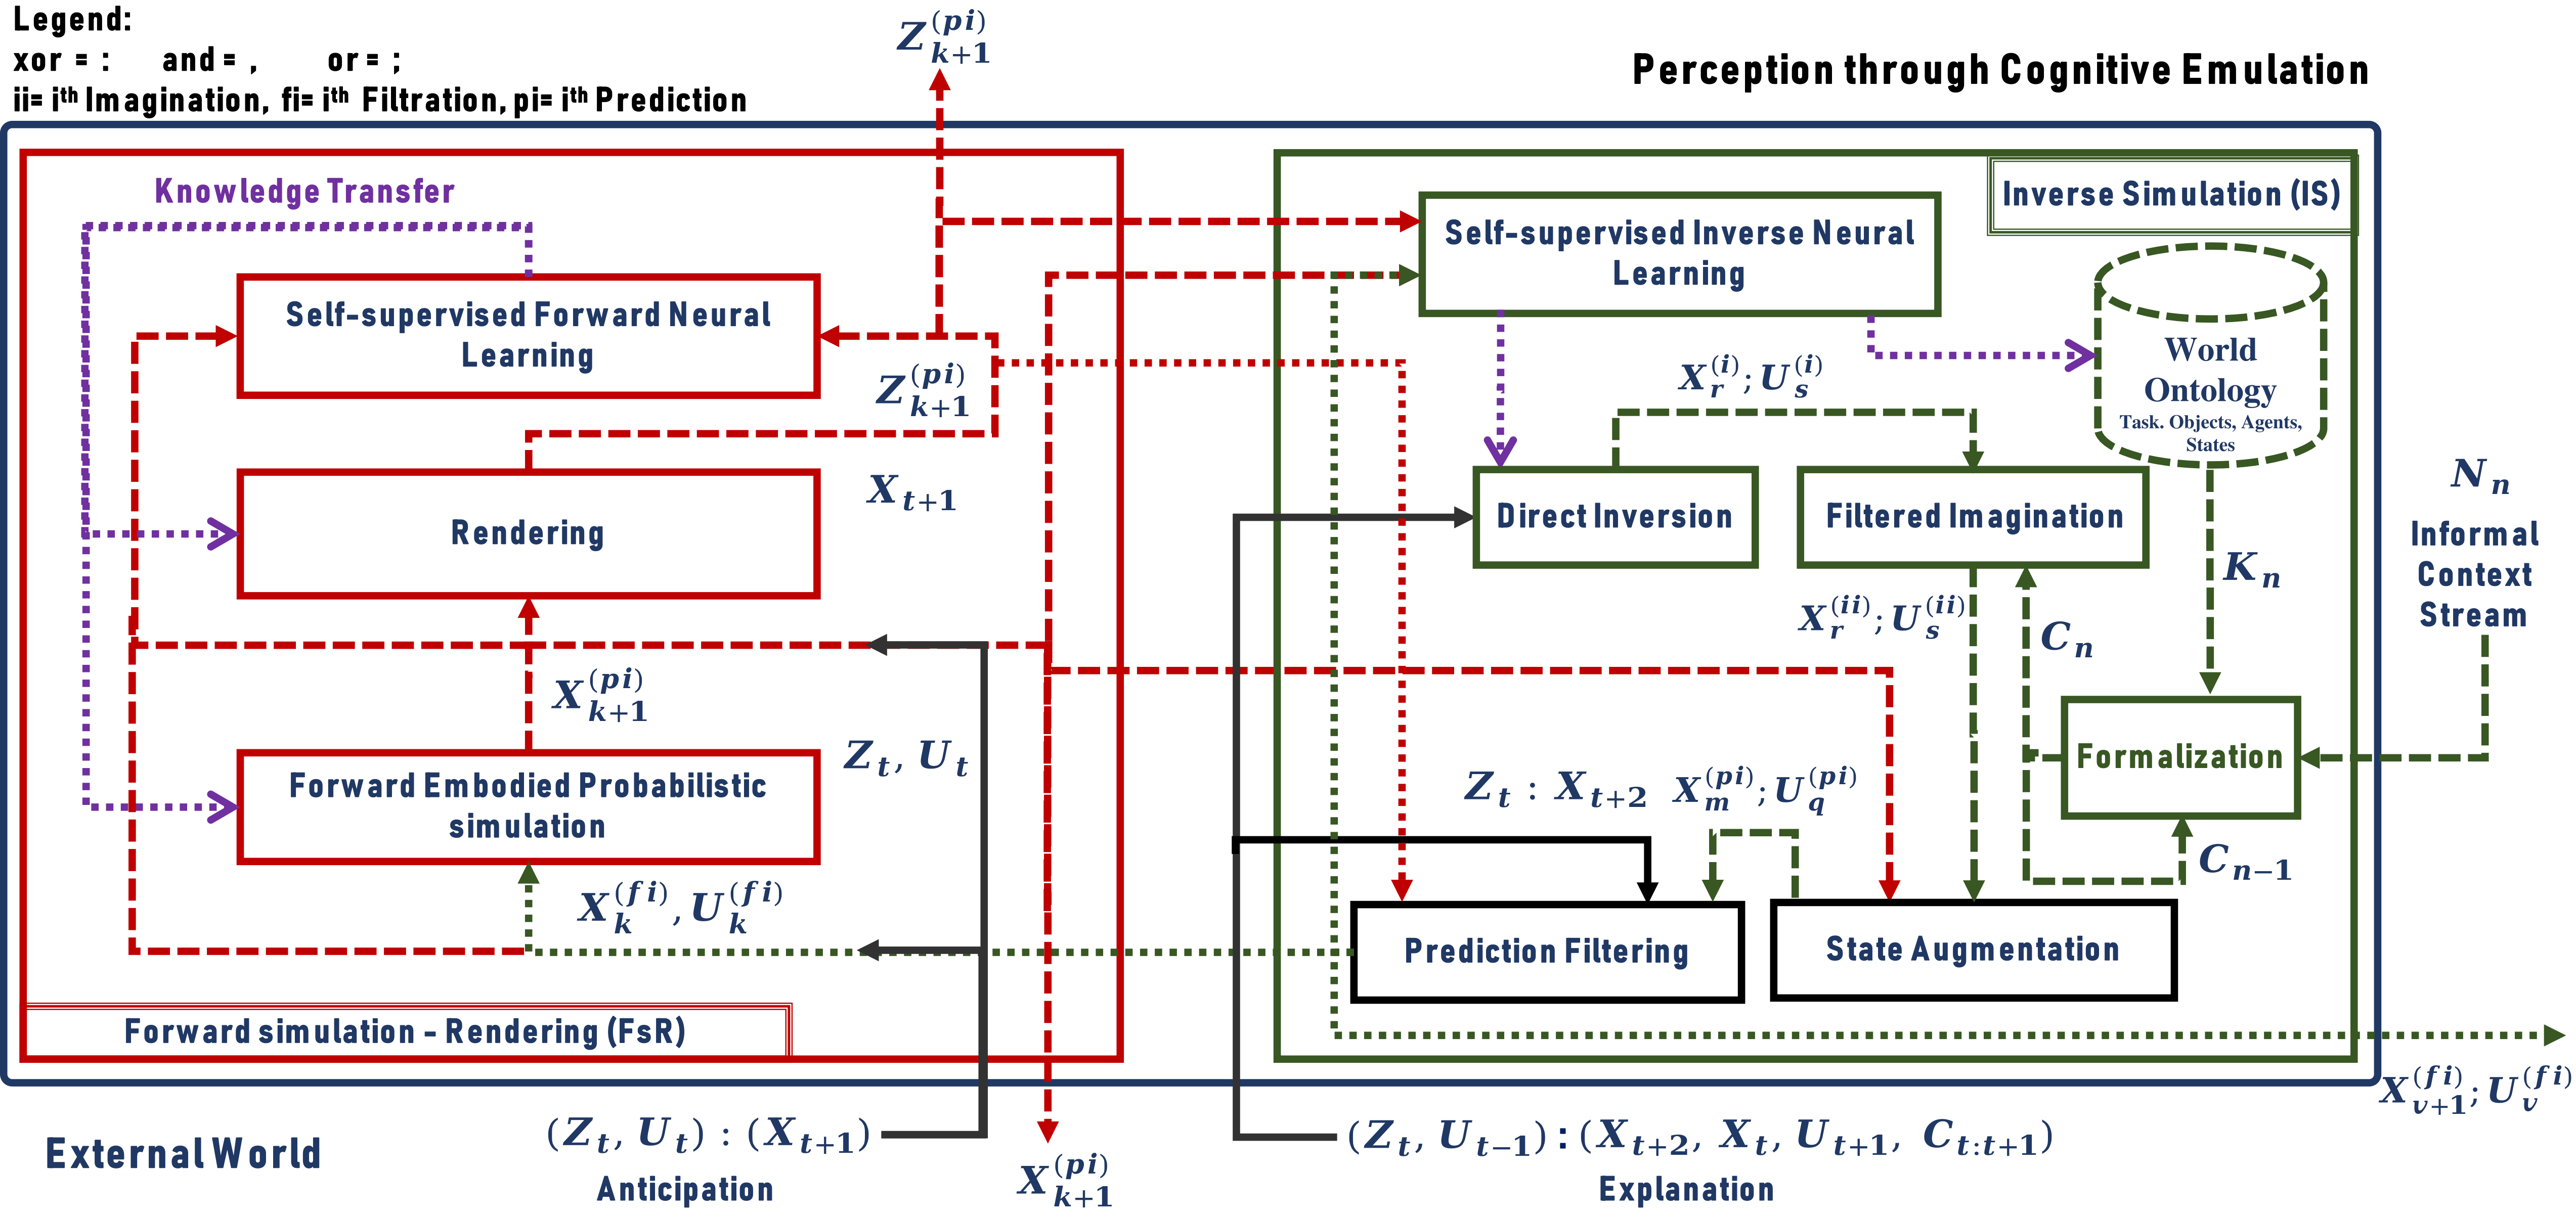 Legend:
xor = :    and = ,    or = ;
ii= iᵗʰ Imagination, fi= iᵗʰ Filtration, pi= iᵗʰ Prediction
Z_{k+1}^{(pi)}
Perception through Cognitive Emulation
Knowledge Transfer
Inverse Simulation (IS)
Self-supervised Inverse Neural
Learning
Self-supervised Forward Neural
Learning
Z_{k+1}^{(pi)}
X_r^{(i)}; U_s^{(i)}
World
Ontology
Task. Objects, Agents,
States
Rendering
X_{t+1}
Direct Inversion
Filtered Imagination
N_n
Informal
Context
Stream
K_n
X_r^{(ii)}; U_s^{(ii)}
C_n
X_{k+1}^{(pi)}
Z_t, U_t
Forward Embodied Probabilistic
simulation
Z_t : X_{t+2}
X_m^{(pi)}; U_q^{(pi)}
Formalization
C_{n-1}
X_k^{(fi)}, U_k^{(fi)}
Prediction Filtering
State Augmentation
Forward simulation - Rendering (FsR)
X_{v+1}^{(fi)}; U_v^{(fi)}
External World
(Z_t, U_t) : (X_{t+1})
Anticipation
X_{k+1}^{(pi)}
(Z_t, U_{t-1}) : (X_{t+2}, X_t, U_{t+1}, C_{t:t+1})
Explanation